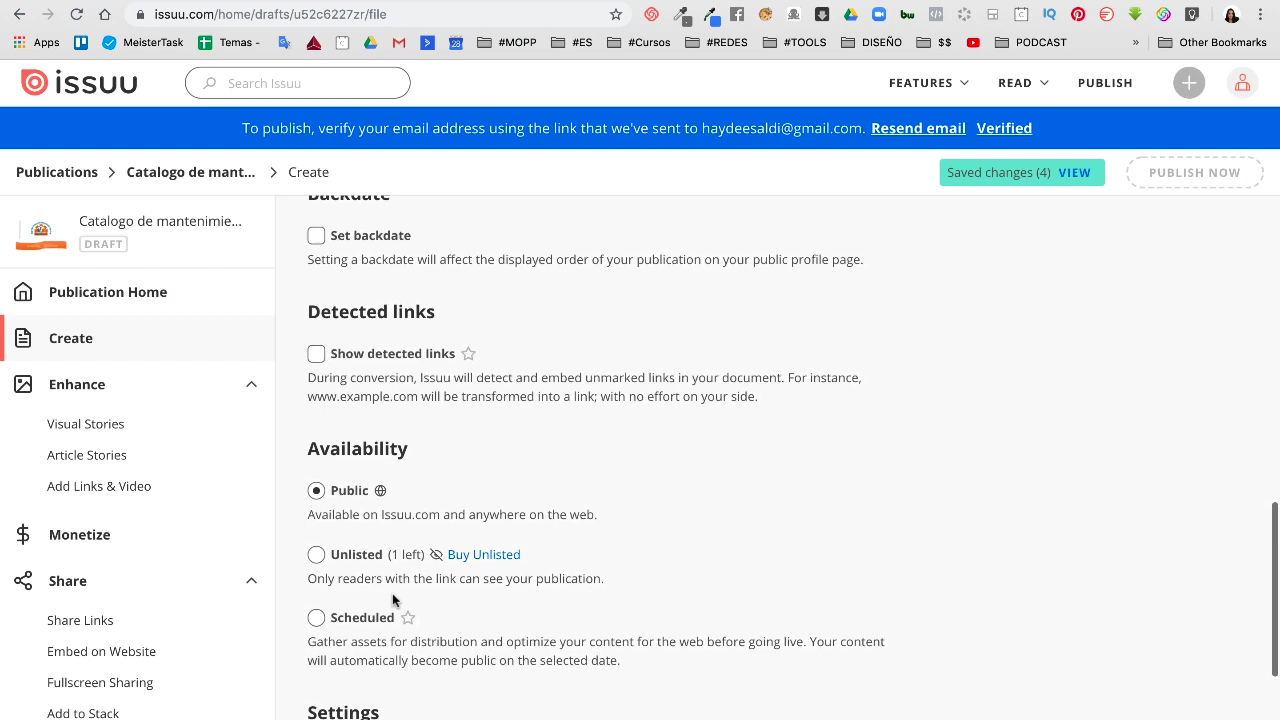 issuu.com/home/drafts/u52c6227zr/file
Apps
MeisterTask
Temas -
28
#MOPP
#ES
#Cursos
#REDES
#TOOLS
DISEÑO
$$
PODCAST
»
Other Bookmarks
issuu
Search Issuu
FEATURES
READ
PUBLISH
To publish, verify your email address using the link that we've sent to haydeesaldi@gmail.com. Resend email Verified
Publications > Catalogo de mant... > Create
Saved changes (4) VIEW
PUBLISH NOW
Catalogo de mantenimie...
DRAFT
Publication Home
Create
Enhance
Visual Stories
Article Stories
Add Links & Video
Monetize
Share
Share Links
Embed on Website
Fullscreen Sharing
Add to Stack
Backdate
Set backdate
Setting a backdate will affect the displayed order of your publication on your public profile page.
Detected links
Show detected links
During conversion, Issuu will detect and embed unmarked links in your document. For instance,
www.example.com will be transformed into a link; with no effort on your side.
Availability
Public
Available on Issuu.com and anywhere on the web.
Unlisted (1 left) Buy Unlisted
Only readers with the link can see your publication.
Scheduled
Gather assets for distribution and optimize your content for the web before going live. Your content
will automatically become public on the selected date.
Settings